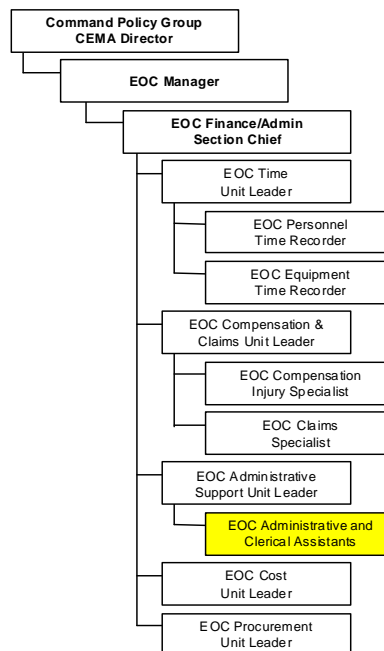 Command Policy Group
CEMA Director
EOC Manager
EOC Finance/Admin
Section Chief
EOC Time
Unit Leader
EOC Personnel
Time Recorder
EOC Equipment
Time Recorder
EOC Compensation &
Claims Unit Leader
EOC Compensation
Injury Specialist
EOC Claims
Specialist
EOC Administrative
Support Unit Leader
EOC Administrative and
Clerical Assistants
EOC Cost
Unit Leader
EOC Procurement
Unit Leader